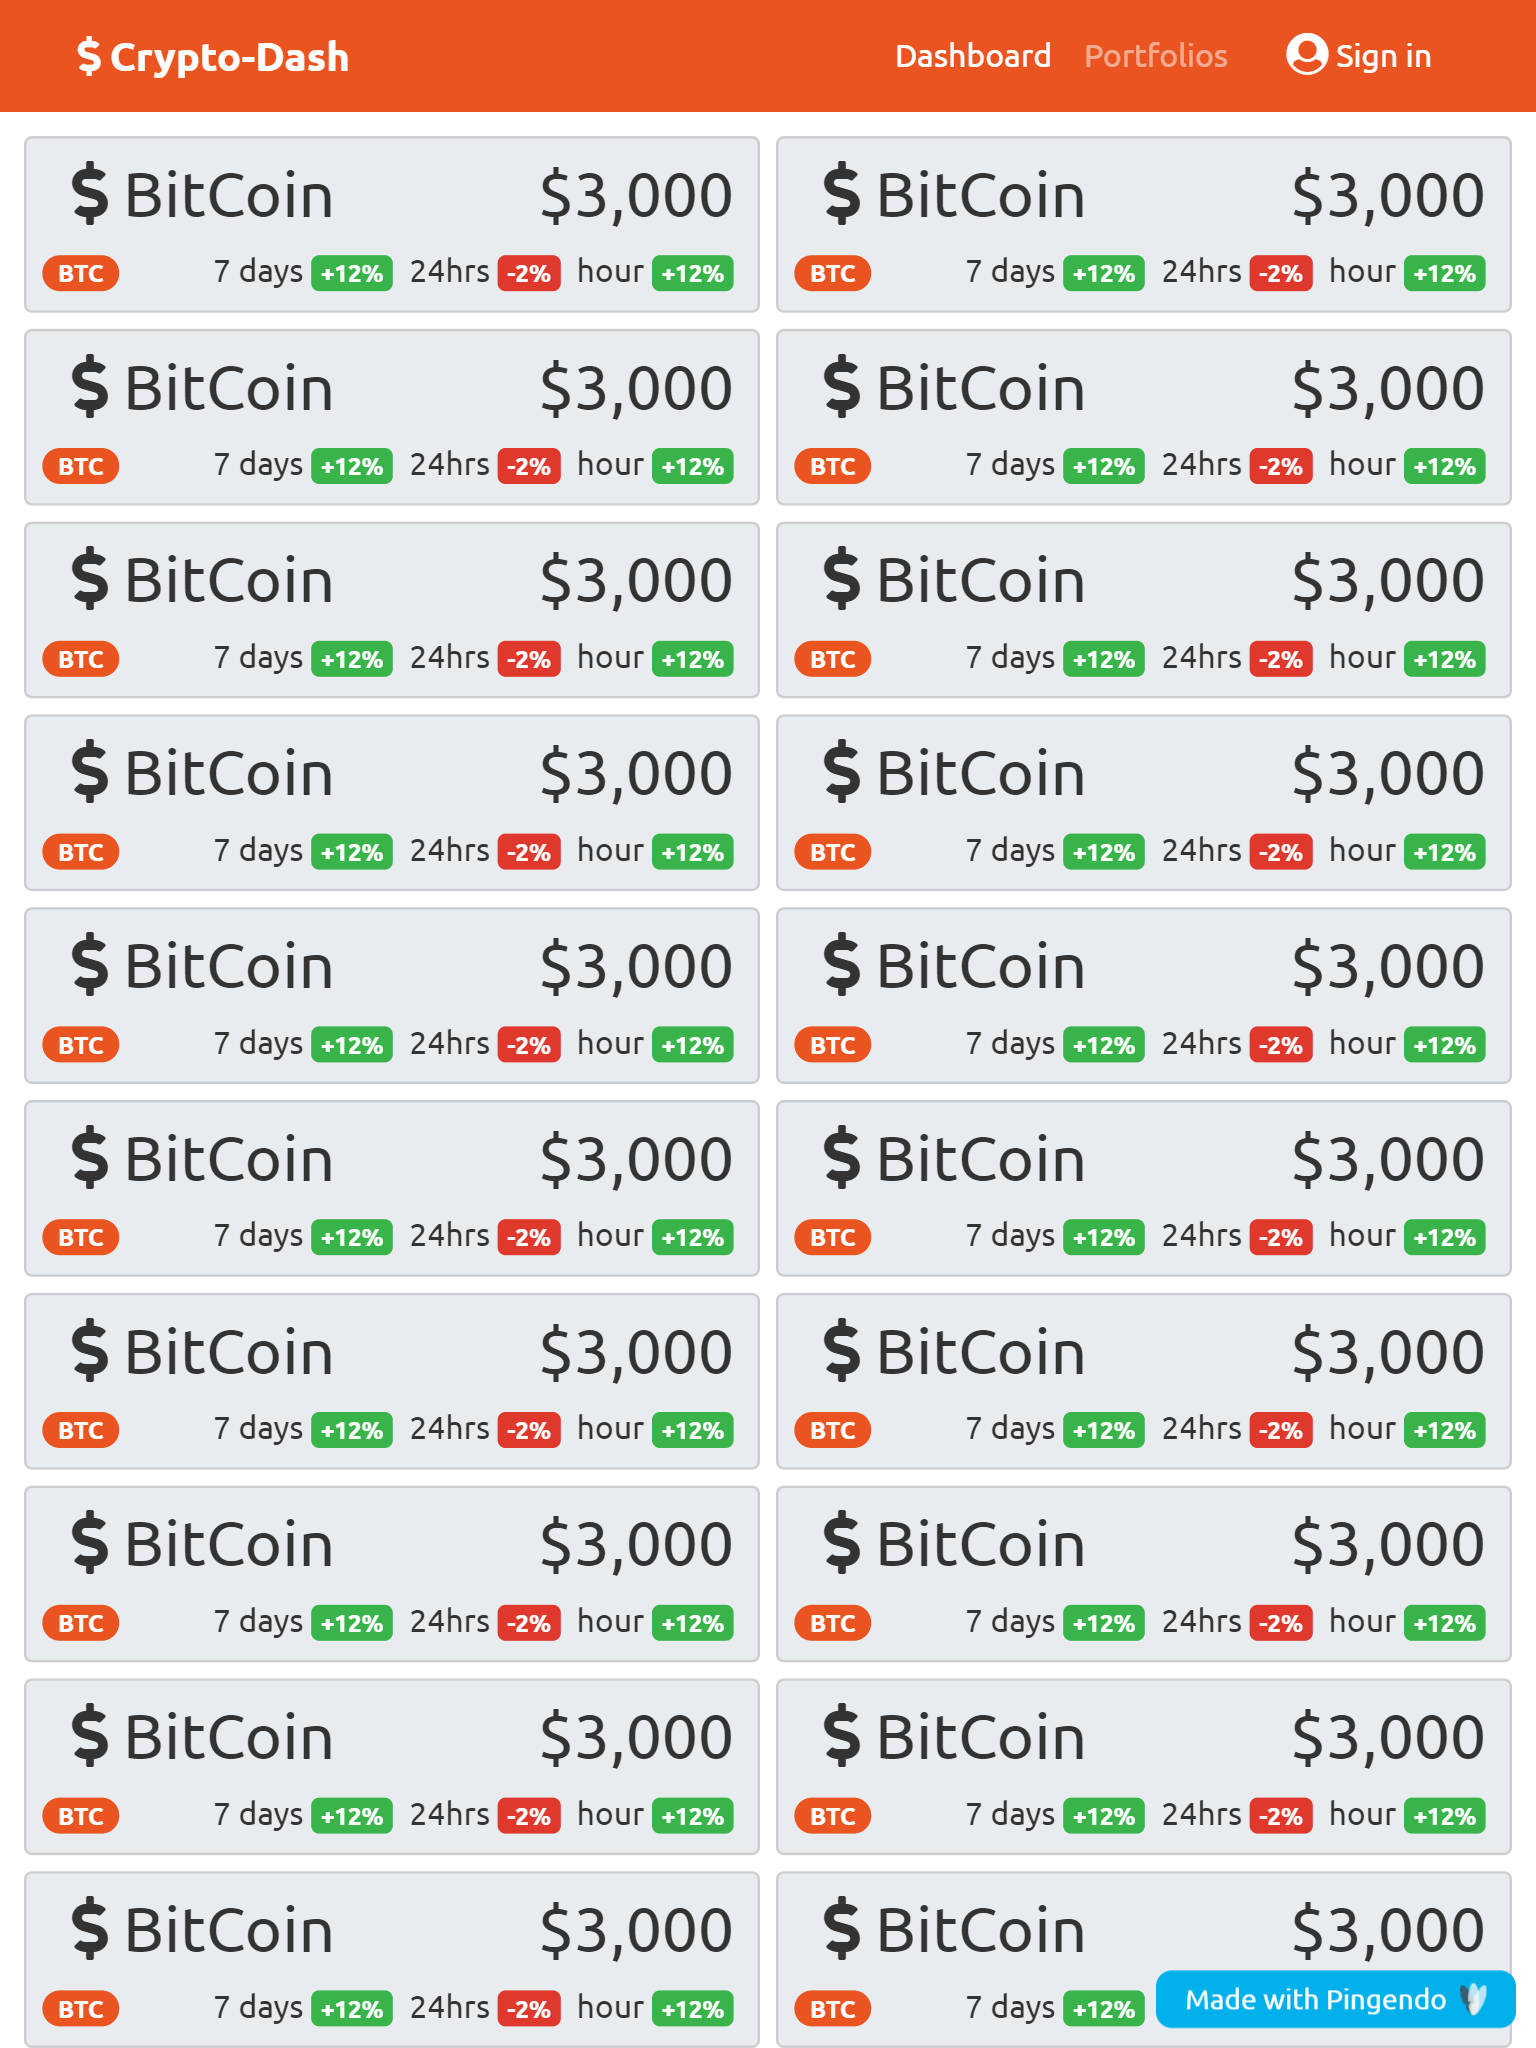 $ Crypto-Dash Dashboard Portfolios Sign in
$ BitCoin $3,000 $ BitCoin $3,000
BTC 7 days +12% 24hrs -2% hour +12% BTC 7 days +12% 24hrs -2% hour +12%
$ BitCoin $3,000 $ BitCoin $3,000
BTC 7 days +12% 24hrs -2% hour +12% BTC 7 days +12% 24hrs -2% hour +12%
$ BitCoin $3,000 $ BitCoin $3,000
BTC 7 days +12% 24hrs -2% hour +12% BTC 7 days +12% 24hrs -2% hour +12%
$ BitCoin $3,000 $ BitCoin $3,000
BTC 7 days +12% 24hrs -2% hour +12% BTC 7 days +12% 24hrs -2% hour +12%
$ BitCoin $3,000 $ BitCoin $3,000
BTC 7 days +12% 24hrs -2% hour +12% BTC 7 days +12% 24hrs -2% hour +12%
$ BitCoin $3,000 $ BitCoin $3,000
BTC 7 days +12% 24hrs -2% hour +12% BTC 7 days +12% 24hrs -2% hour +12%
$ BitCoin $3,000 $ BitCoin $3,000
BTC 7 days +12% 24hrs -2% hour +12% BTC 7 days +12% 24hrs -2% hour +12%
$ BitCoin $3,000 $ BitCoin $3,000
BTC 7 days +12% 24hrs -2% hour +12% BTC 7 days +12% 24hrs -2% hour +12%
$ BitCoin $3,000 $ BitCoin $3,000
BTC 7 days +12% 24hrs -2% hour +12% BTC 7 days +12% 24hrs -2% hour +12%
$ BitCoin $3,000 $ BitCoin $3,000
BTC 7 days +12% 24hrs -2% hour +12% BTC 7 days +12% Made with Pingendo